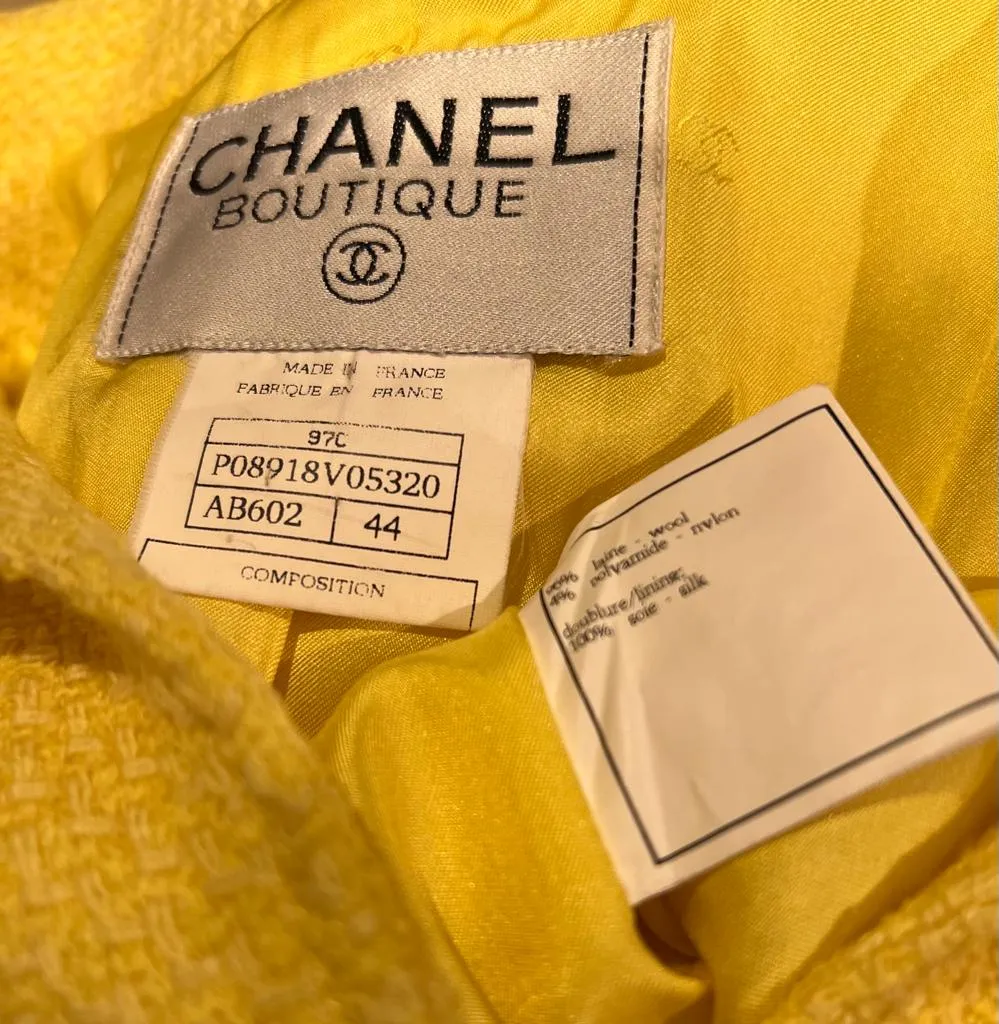 CHANEL
BOUTIQUE
MADE IN FRANCE
FABRIQUE EN FRANCE
97C
P08918V05320
AB602 44
COMPOSITION
laine - wool
4% polyamide - nylon
doublure/lining:
100% soie - silk